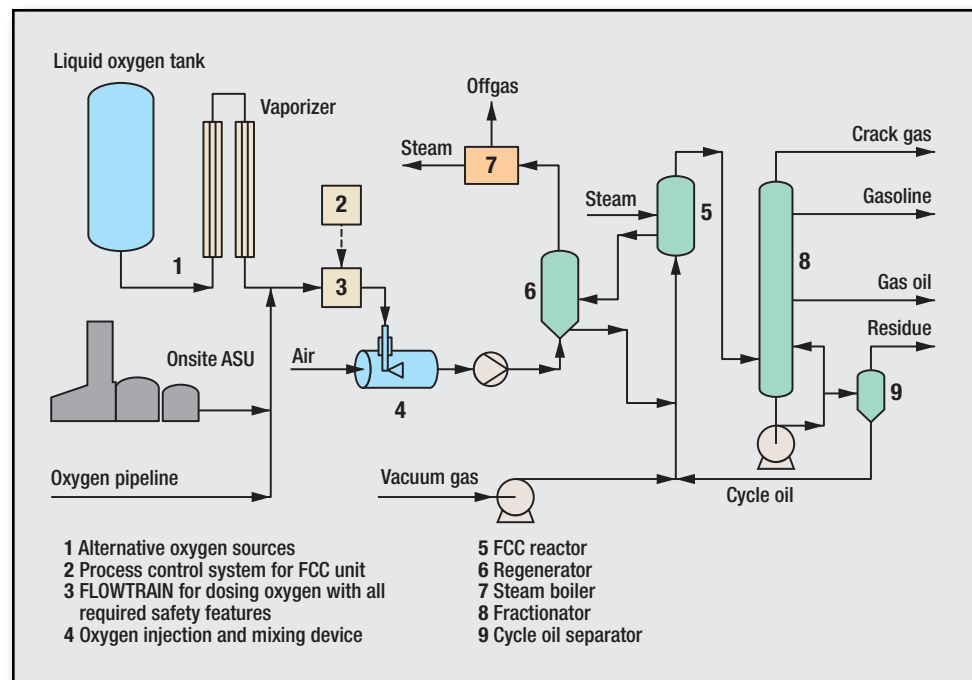 Liquid oxygen tank
Vaporizer
Offgas
Steam
7
Crack gas
Steam
5
Gasoline
2
8
1
3
6
Gas oil
Residue
Onsite ASU
Air
9
4
Oxygen pipeline
Vacuum gas
Cycle oil
1 Alternative oxygen sources
2 Process control system for FCC unit
3 FLOWTRAIN for dosing oxygen with all
required safety features
4 Oxygen injection and mixing device
5 FCC reactor
6 Regenerator
7 Steam boiler
8 Fractionator
9 Cycle oil separator